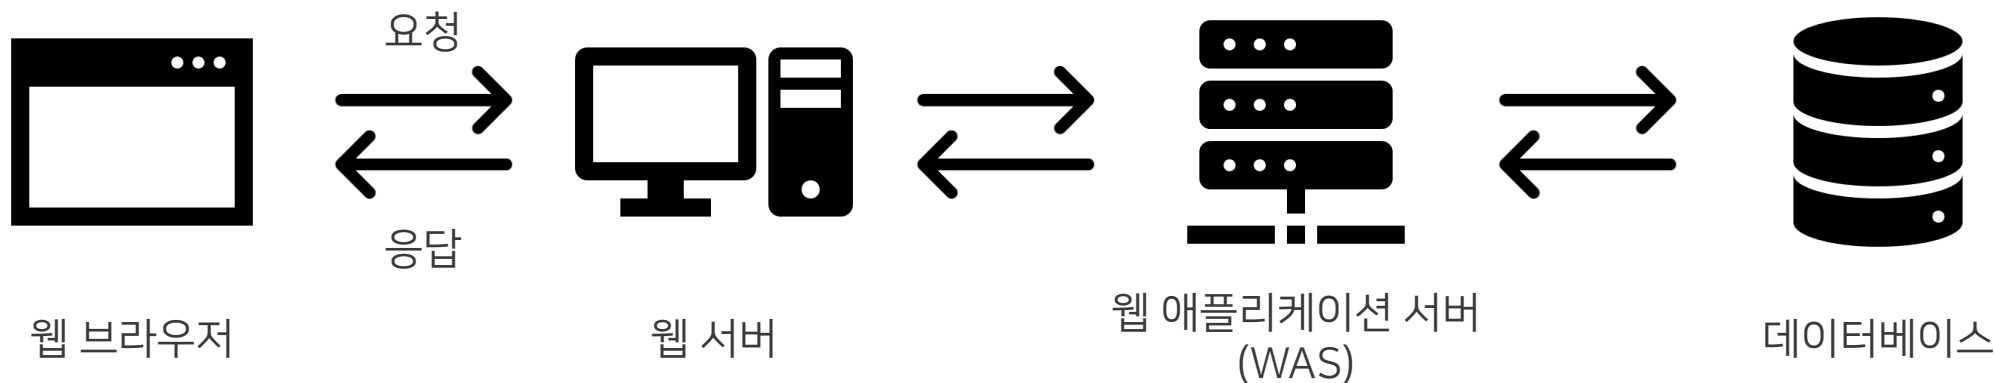 요청
응답
웹 브라우저
웹 서버
웹 애플리케이션 서버
(WAS)
데이터베이스